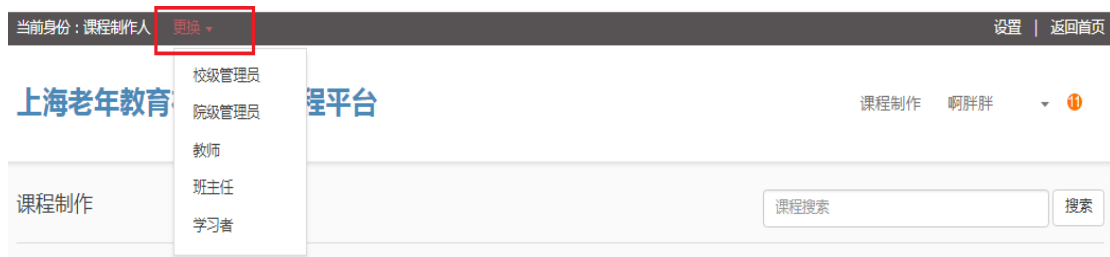 当前身份：课程制作人 更换 设置 | 返回首页
校级管理员
上海老年教育 程平台
院级管理员
课程制作 啊胖胖 11
教师
班主任
课程制作
课程搜索 搜索
学习者